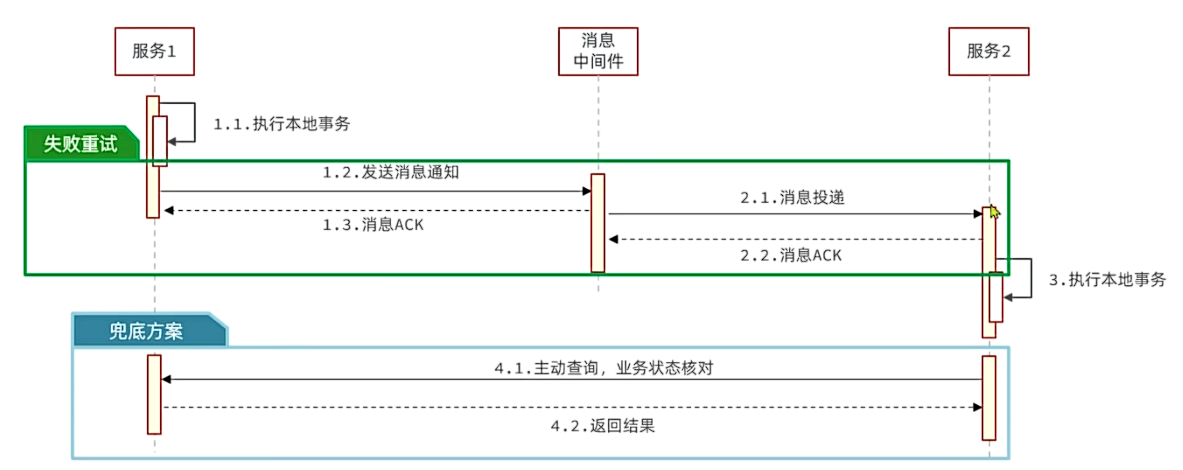 服务1
消息
中间件
服务2
1.1.执行本地事务
失败重试
1.2.发送消息通知
2.1.消息投递
1.3.消息ACK
2.2.消息ACK
3.执行本地事务
兜底方案
4.1.主动查询，业务状态核对
4.2.返回结果